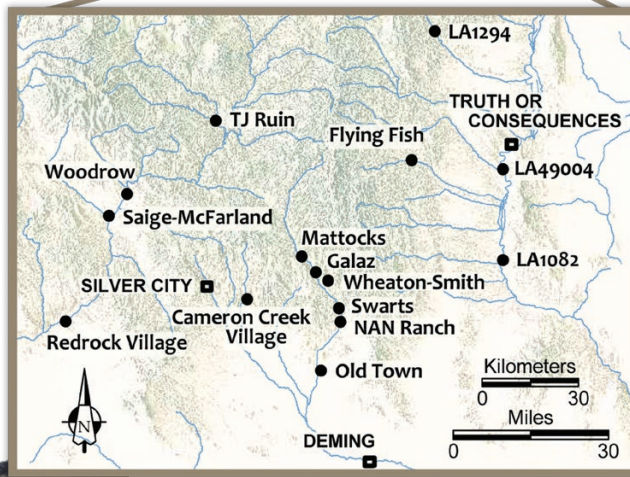 LA1294
TRUTH OR
CONSEQUENCES
TJ Ruin
Flying Fish
LA49004
Woodrow
Saige-McFarland
Mattocks
Galaz
LA1082
Wheaton-Smith
SILVER CITY
Cameron Creek
Village
Swarts
NAN Ranch
Redrock Village
Old Town
Kilometers
0 30
Miles
0 30
N
DEMING